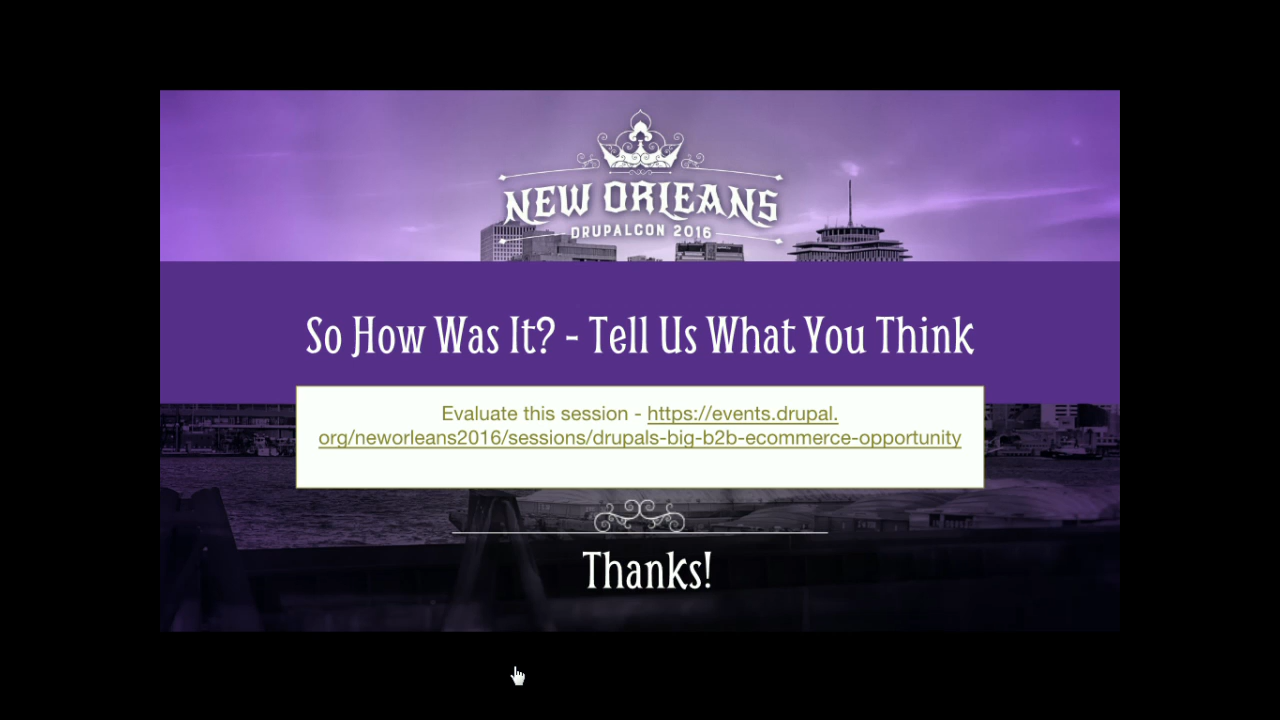 NEW ORLEANS
DRUPALCON 2016
So How Was It? - Tell Us What You Think
Evaluate this session - https://events.drupal.
org/neworleans2016/sessions/drupals-big-b2b-ecommerce-opportunity
Thanks!